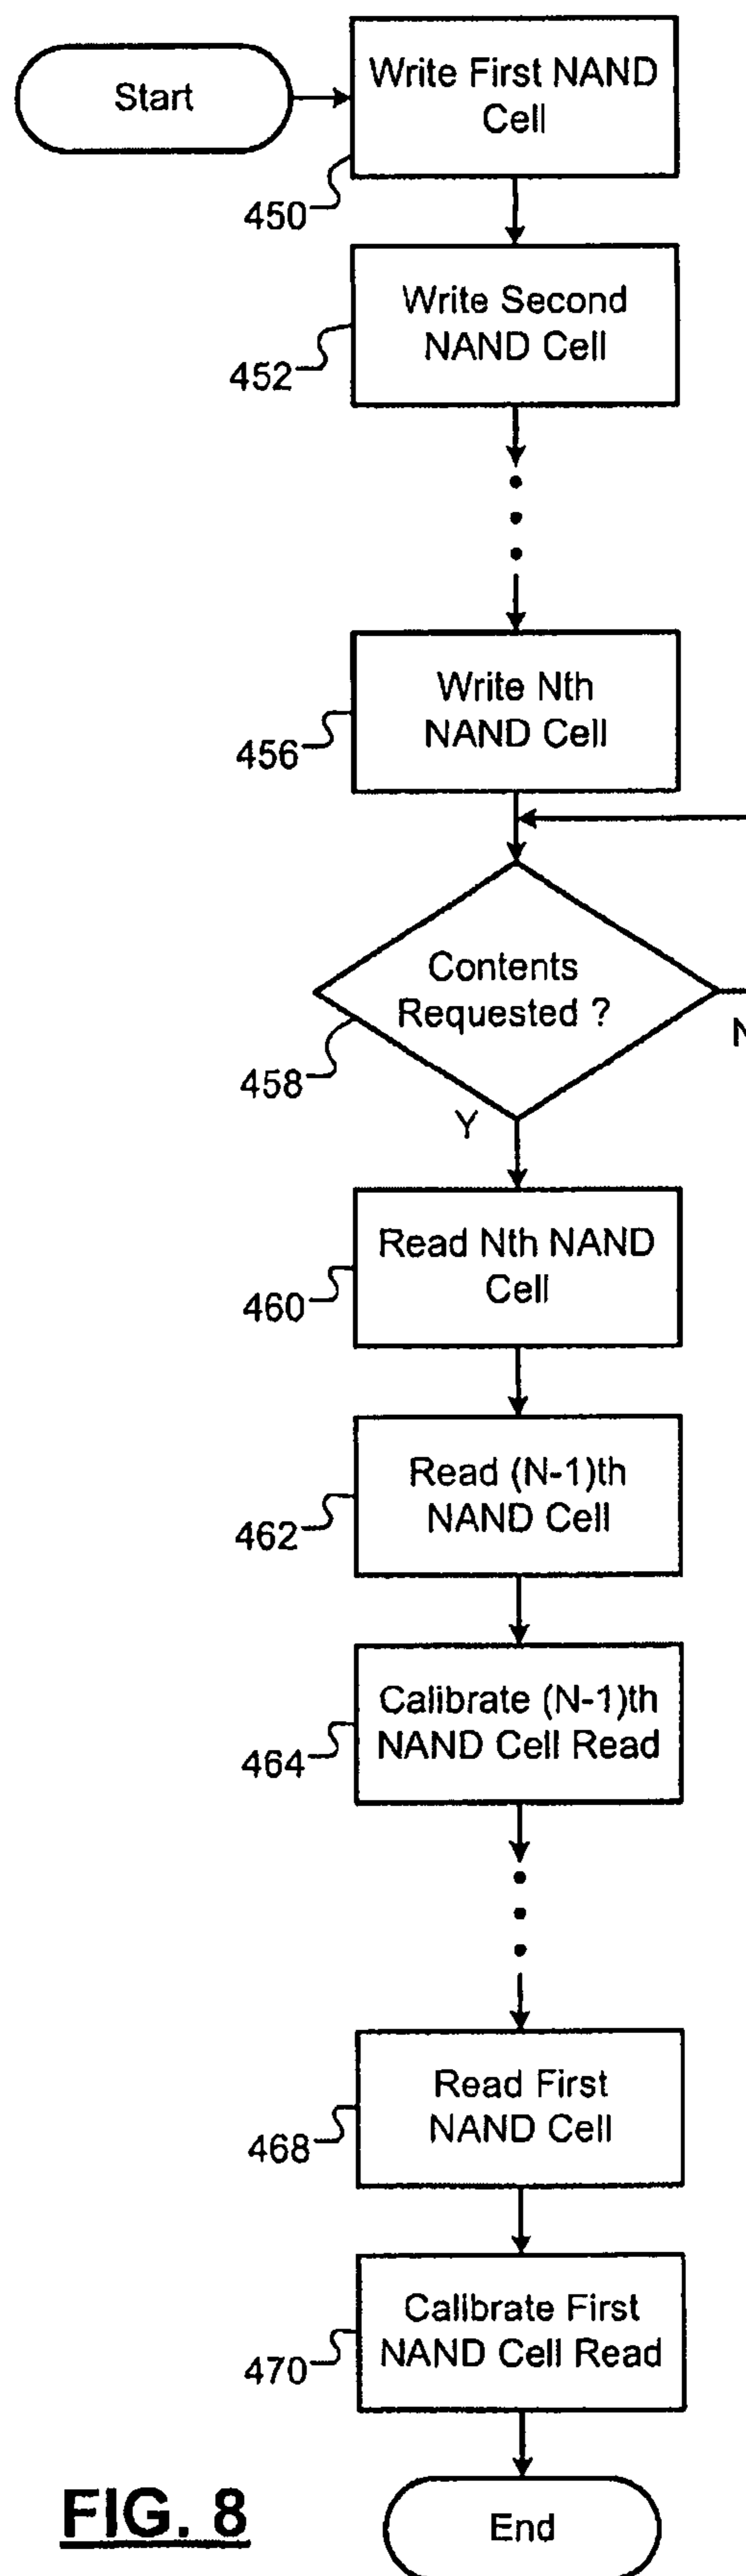 Start
Write First NAND
Cell
450
Write Second
NAND Cell
452
Write Nth
NAND Cell
456
Contents
Requested ?
N
458
Y
Read Nth NAND
Cell
460
Read (N-1)th
NAND Cell
462
Calibrate (N-1)th
NAND Cell Read
464
Read First
NAND Cell
468
Calibrate First
NAND Cell Read
470
FIG. 8
End